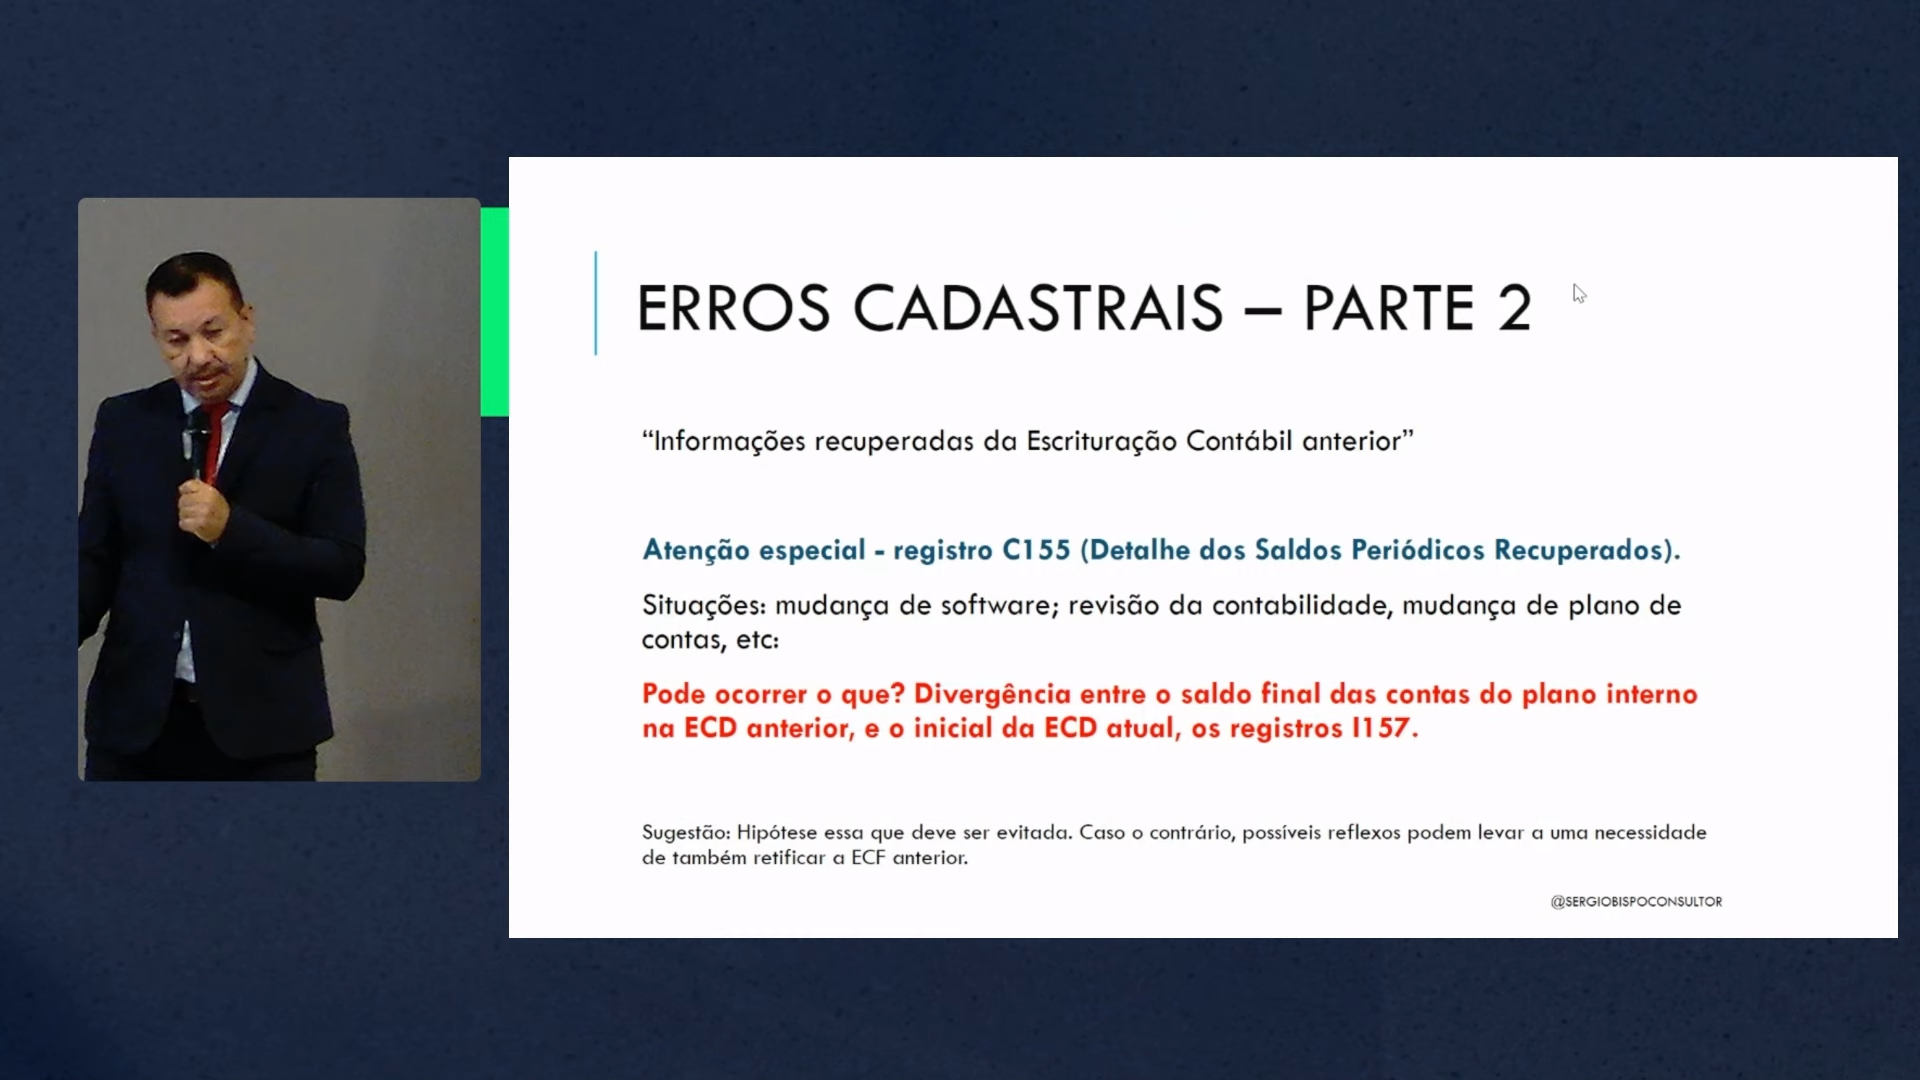 ERROS CADASTRAIS – PARTE 2
“Informações recuperadas da Escrituração Contábil anterior”
Atenção especial - registro C155 (Detalhe dos Saldos Periódicos Recuperados).
Situações: mudança de software; revisão da contabilidade, mudança de plano de
contas, etc:
Pode ocorrer o que? Divergência entre o saldo final das contas do plano interno
na ECD anterior, e o inicial da ECD atual, os registros I157.
Sugestão: Hipótese essa que deve ser evitada. Caso o contrário, possíveis reflexos podem levar a uma necessidade
de também retificar a ECF anterior.
@SERGIOBISPOCONSULTOR